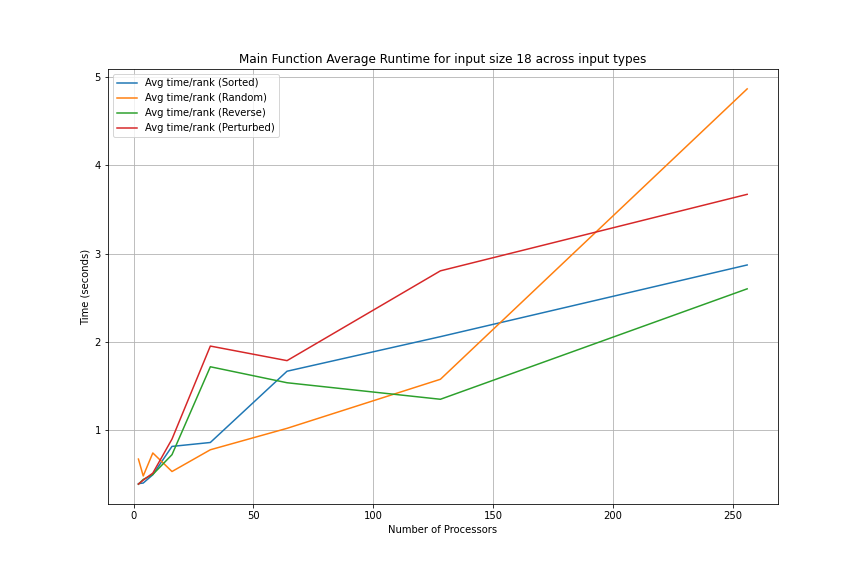 Main Function Average Runtime for input size 18 across input types
Avg time/rank (Sorted)
Avg time/rank (Random)
Avg time/rank (Reverse)
Avg time/rank (Perturbed)
Time (seconds)
5
4
3
2
1
0 50 100 150 200 250
Number of Processors